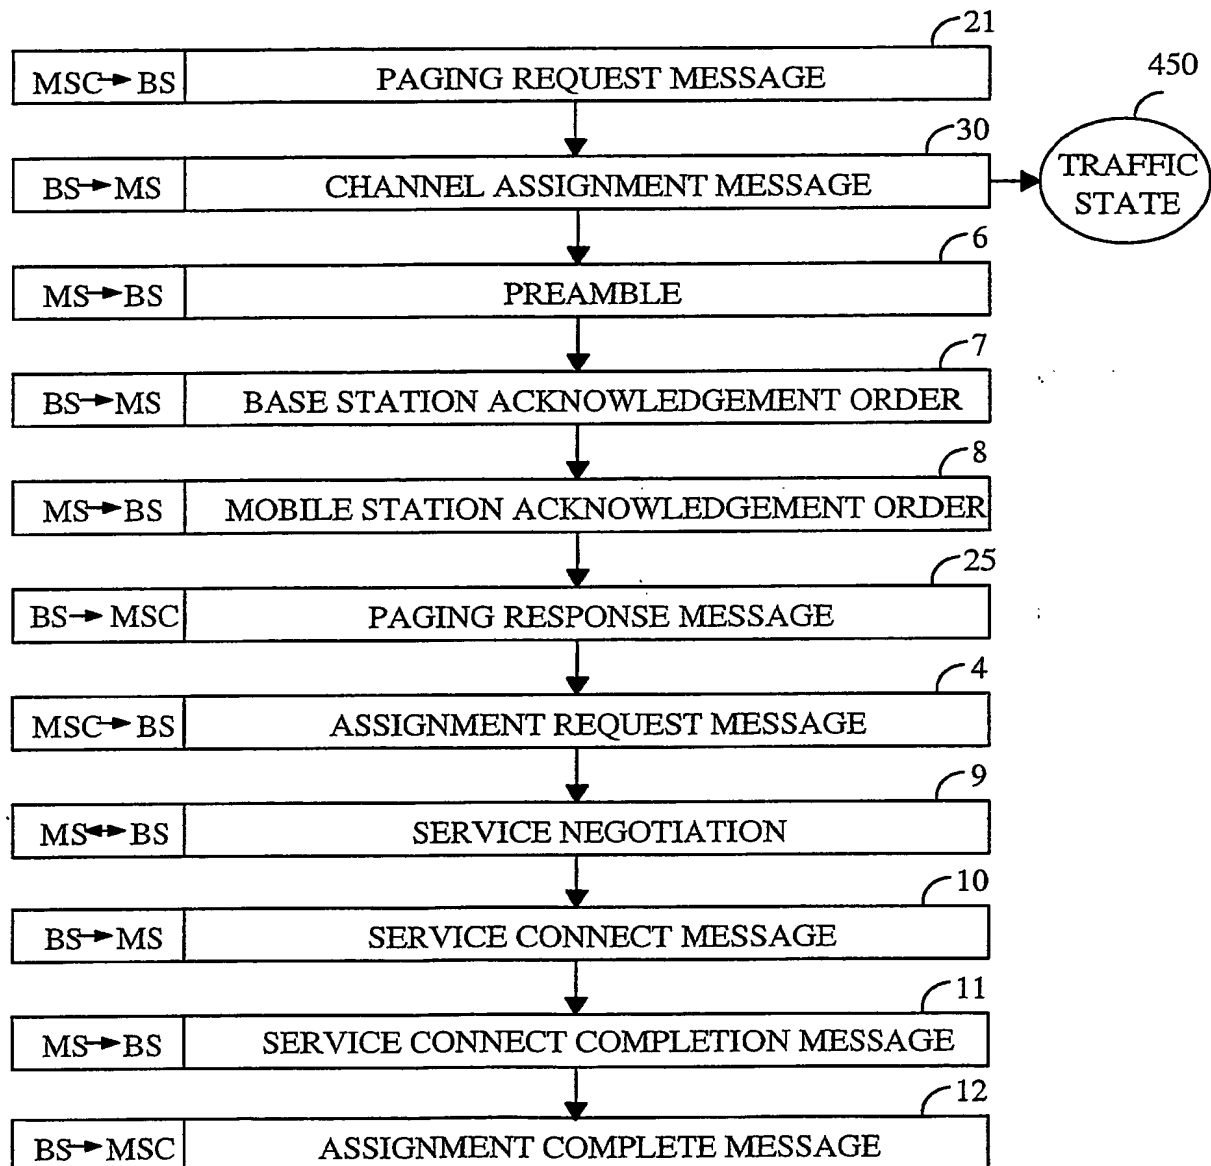 21
MSC→BS PAGING REQUEST MESSAGE
450
30
BS→MS CHANNEL ASSIGNMENT MESSAGE
TRAFFIC
STATE
6
MS→BS PREAMBLE
7
BS→MS BASE STATION ACKNOWLEDGEMENT ORDER
8
MS→BS MOBILE STATION ACKNOWLEDGEMENT ORDER
25
BS→MSC PAGING RESPONSE MESSAGE
4
MSC→BS ASSIGNMENT REQUEST MESSAGE
9
MS↔BS SERVICE NEGOTIATION
10
BS→MS SERVICE CONNECT MESSAGE
11
MS→BS SERVICE CONNECT COMPLETION MESSAGE
12
BS→MSC ASSIGNMENT COMPLETE MESSAGE